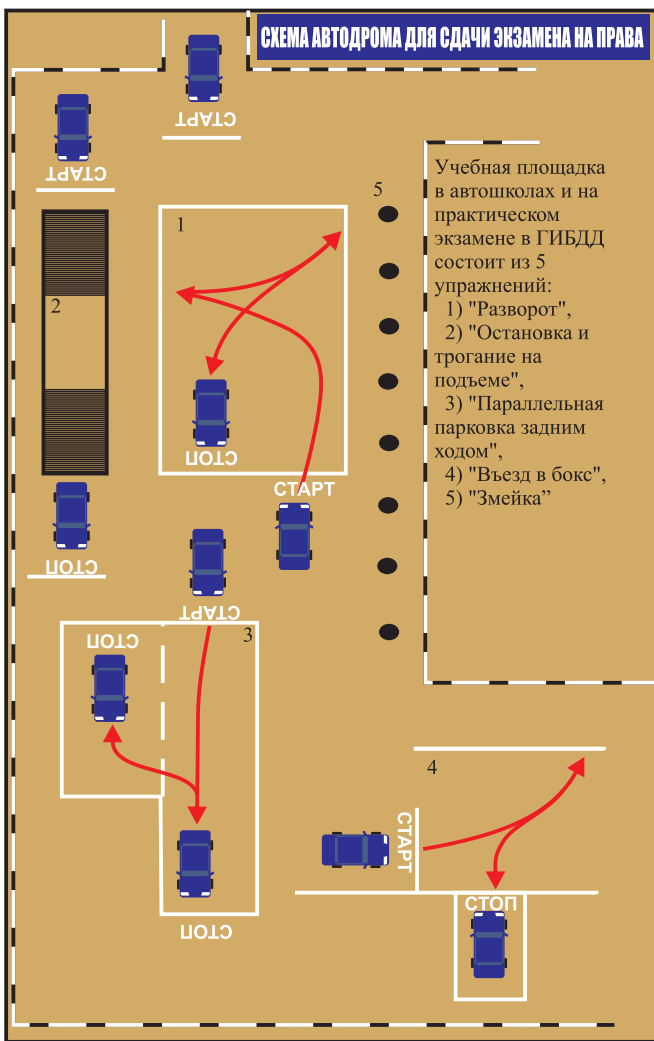 СХЕМА АВТОДРОМА ДЛЯ СДАЧИ ЭКЗАМЕНА НА ПРАВА
СТАРТ
СТАРТ
1
5
2
Учебная площадка
в автошколах и на
практическом
экзамене в ГИБДД
состоит из 5
упражнений:
1) "Разворот",
2) "Остановка и
трогание на
подъеме",
3) "Параллельная
парковка задним
ходом",
4) "Въезд в бокс",
5) "Змейка”
СТОП
СТАРТ
СТОП
СТАРТ
3
СТОП
4
СТАРТ
СТОП
СТОП